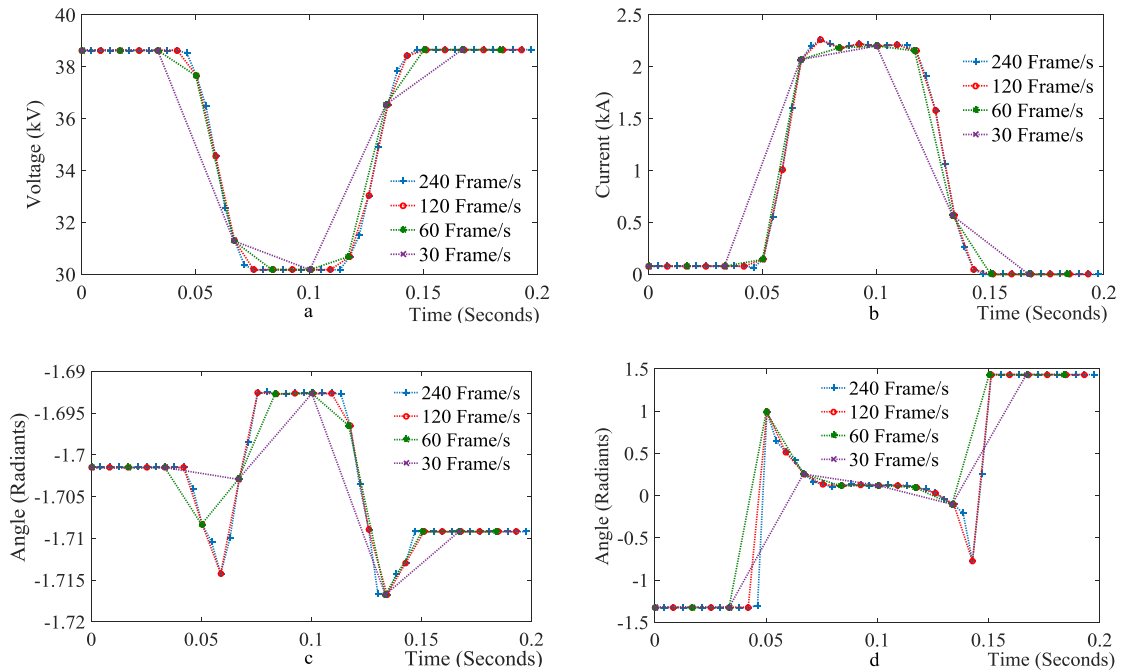 40
38
36
34
32
30
Voltage (kV)
240 Frame/s
120 Frame/s
60 Frame/s
30 Frame/s
0
0.05
0.1
0.15
0.2
a
Time (Seconds)
2.5
2
1.5
1
0.5
0
Current (kA)
240 Frame/s
120 Frame/s
60 Frame/s
30 Frame/s
0
0.05
0.1
0.15
0.2
b
Time (Seconds)
-1.69
-1.695
-1.7
-1.705
-1.71
-1.715
-1.72
Angle (Radiants)
240 Frame/s
120 Frame/s
60 Frame/s
30 Frame/s
0
0.05
0.1
0.15
0.2
c
Time (Seconds)
1.5
1
0.5
0
-0.5
-1
-1.5
Angle (Radiants)
240 Frame/s
120 Frame/s
60 Frame/s
30 Frame/s
0
0.05
0.1
0.15
0.2
d
Time (Seconds)